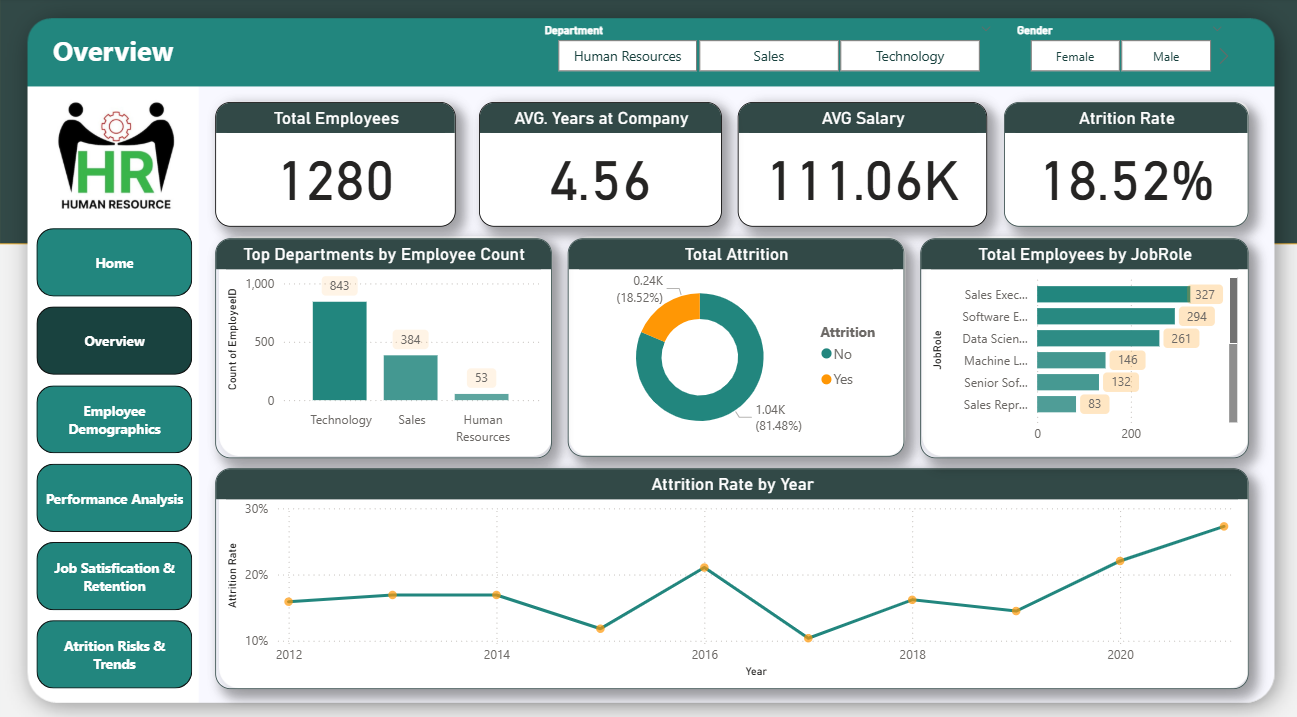 Overview
Department
Human Resources
Sales
Technology
Gender
Female
Male
HR
HUMAN RESOURCE
Home
Overview
Employee
Demographics
Performance Analysis
Job Satisfication &
Retention
Atrition Risks &
Trends
Total Employees
1280
AVG. Years at Company
4.56
AVG Salary
111.06K
Atrition Rate
18.52%
Top Departments by Employee Count
Count of EmployeeID
1,000
500
0
843
384
53
Technology
Sales
Human
Resources
Total Attrition
0.24K
(18.52%)
1.04K
(81.48%)
Attrition
No
Yes
Total Employees by JobRole
JobRole
Sales Exec...
327
Software E...
294
Data Scien...
261
Machine L...
146
Senior Sof...
132
Sales Repr...
83
0
200
Attrition Rate by Year
Attrition Rate
30%
20%
10%
2012
2014
2016
2018
2020
Year